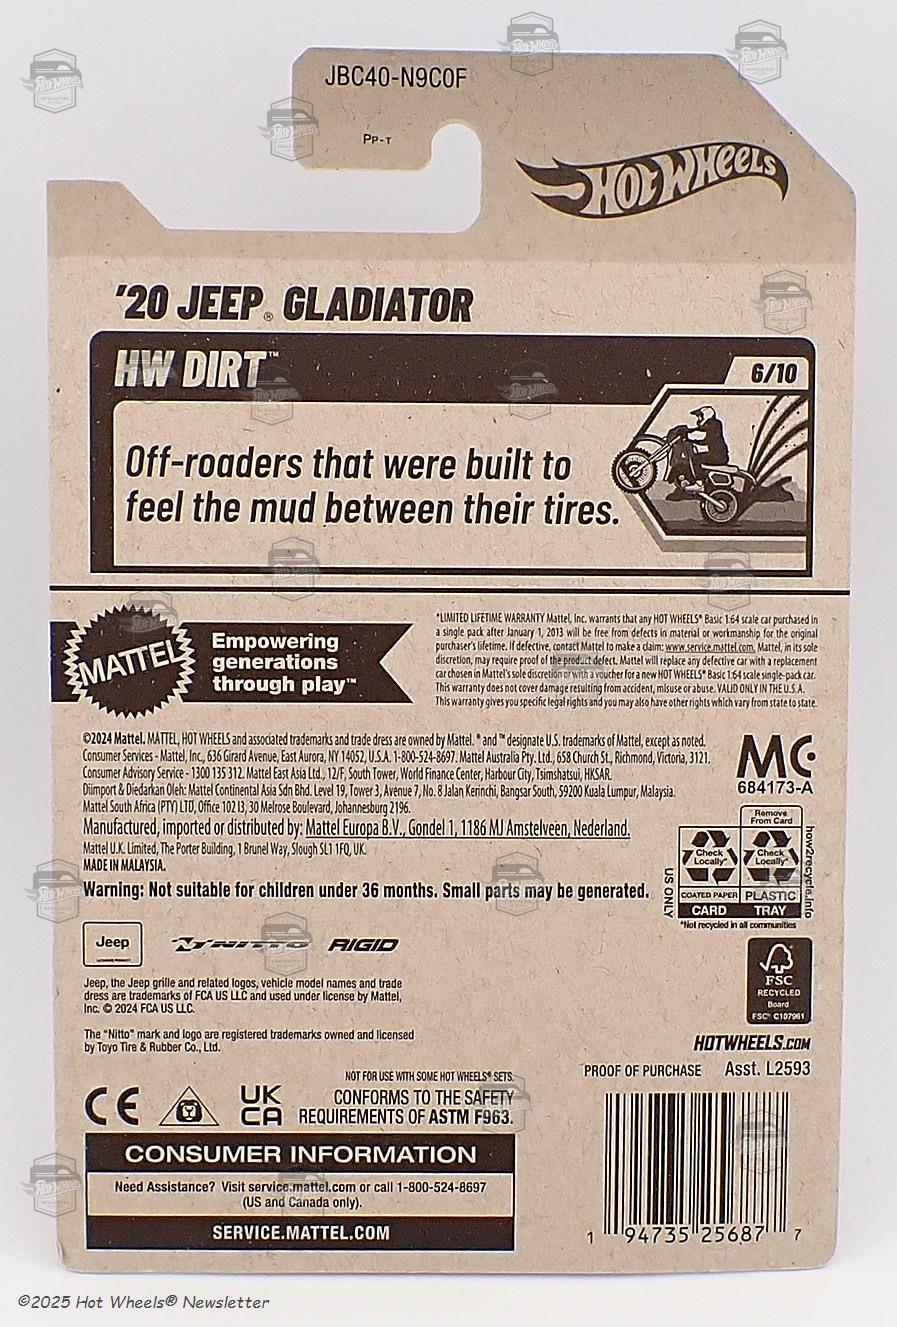 JBC40-N9C0F
PP-T
HOT WHEELS
'20 JEEP® GLADIATOR
HW DIRT™
6/10
Off-roaders that were built to
feel the mud between their tires.
MATTEL
Empowering
generations
through play™
*LIMITED LIFETIME WARRANTY Mattel, Inc. warrants that any HOT WHEELS® Basic 1:64 scale car purchased in
a single pack after January 1, 2013 will be free from defects in material or workmanship for the original
purchaser's lifetime. If defective, contact Mattel to make a claim: www.service.mattel.com. Mattel, in its sole
discretion, may require proof of the product defect. Mattel will replace any defective car with a replacement
car chosen in Mattel's sole discretion or with a voucher for a new HOT WHEELS® Basic 1:64 scale single-pack car.
This warranty does not cover damage resulting from accident, misuse or abuse. VALID ONLY IN THE U.S.A.
This warranty gives you specific legal rights and you may also have other rights which vary from state to state.
©2024 Mattel. MATTEL, HOT WHEELS and associated trademarks and trade dress are owned by Mattel. ® and ™ designate U.S. trademarks of Mattel, except as noted.
Consumer Services - Mattel, Inc., 636 Girard Avenue, East Aurora, NY 14052, U.S.A. 1-800-524-8697. Mattel Australia Pty. Ltd., 658 Church St., Richmond, Victoria, 3121.
Consumer Advisory Service - 1300 135 312. Mattel East Asia Ltd., 12/F, South Tower, World Finance Center, Harbour City, Tsimshatsui, HKSAR.
Diimport & Diedarkan Oleh: Mattel Continental Asia Sdn Bhd. Level 19, Tower 3, Avenue 7, No. 8 Jalan Kerinchi, Bangsar South, 59200 Kuala Lumpur, Malaysia.
Mattel South Africa (PTY) LTD, Office 102 I3, 30 Melrose Boulevard, Johannesburg 2196.
Manufactured, imported or distributed by: Mattel Europa B.V., Gondel 1, 1186 MJ Amstelveen, Nederland.
Mattel U.K. Limited, The Porter Building, 1 Brunel Way, Slough SL1 1FQ, UK.
MADE IN MALAYSIA.
Warning: Not suitable for children under 36 months. Small parts may be generated.
MC
684173-A
Remove
From Card
Check
Locally*
Check
Locally*
COATED PAPER
PLASTIC
CARD
TRAY
US ONLY
how2recycle.info
*Not recycled in all communities
Jeep
LICENSED PRODUCT
NITTO
RIGID
FSC
RECYCLED
Board
FSC® C107961
Jeep, the Jeep grille and related logos, vehicle model names and trade
dress are trademarks of FCA US LLC and used under license by Mattel,
Inc. © 2024 FCA US LLC.
The "Nitto" mark and logo are registered trademarks owned and licensed
by Toyo Tire & Rubber Co., Ltd.
HOTWHEELS.COM
PROOF OF PURCHASE Asst. L2593
NOT FOR USE WITH SOME HOT WHEELS® SETS.
CE
UK
CA
CONFORMS TO THE SAFETY
REQUIREMENTS OF ASTM F963.
CONSUMER INFORMATION
Need Assistance? Visit service.mattel.com or call 1-800-524-8697
(US and Canada only).
SERVICE.MATTEL.COM
1 94735 25687 7
©2025 Hot Wheels® Newsletter